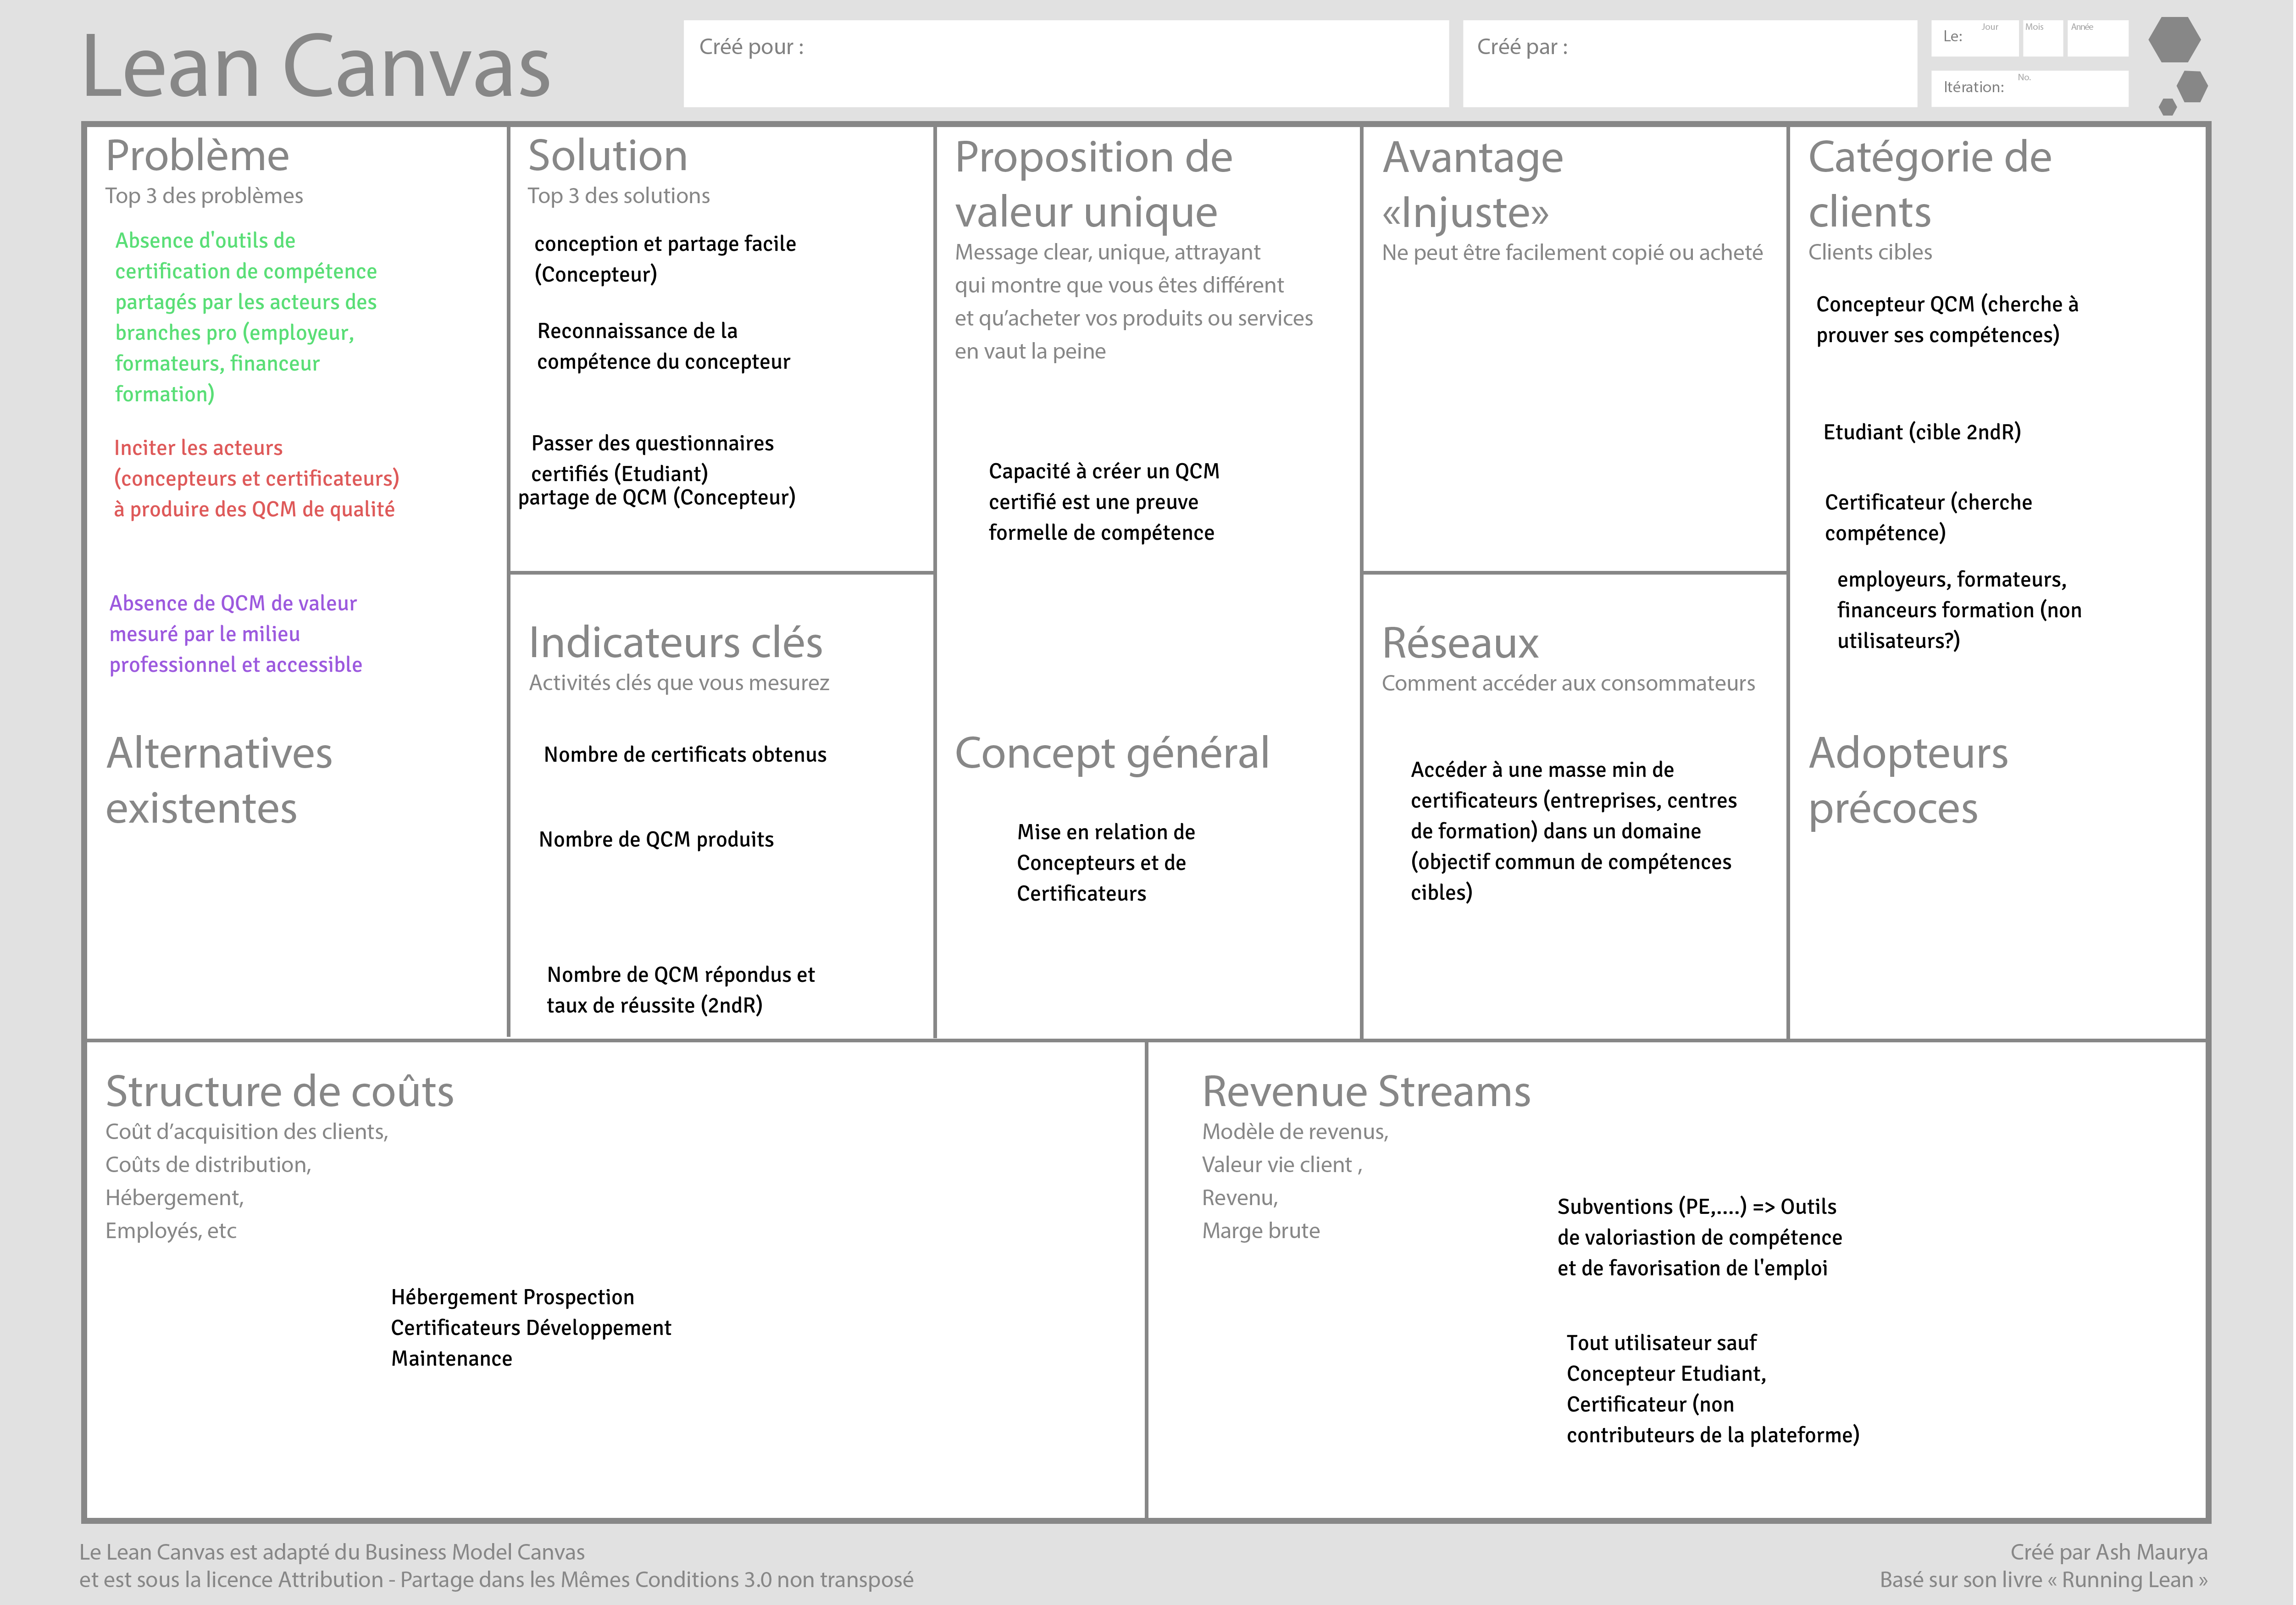 Lean Canvas
Créé pour :
Créé par :
Le:
Jour
Mois
Année
Itération:
No.
Problème
Top 3 des problèmes
Absence d'outils de
certification de compétence
partagés par les acteurs des
branches pro (employeur,
formateurs, financeur
formation)
Inciter les acteurs
(concepteurs et certificateurs)
à produire des QCM de qualité
Absence de QCM de valeur
mesuré par le milieu
professionnel et accessible
Alternatives
existentes
Solution
Top 3 des solutions
conception et partage facile
(Concepteur)
Reconnaissance de la
compétence du concepteur
Passer des questionnaires
certifiés (Etudiant)
partage de QCM (Concepteur)
Indicateurs clés
Activités clés que vous mesurez
Nombre de certificats obtenus
Nombre de QCM produits
Nombre de QCM répondus et
taux de réussite (2ndR)
Proposition de
valeur unique
Message clear, unique, attrayant
qui montre que vous êtes différent
et qu’acheter vos produits ou services
en vaut la peine
Capacité à créer un QCM
certifié est une preuve
formelle de compétence
Concept général
Mise en relation de
Concepteurs et de
Certificateurs
Avantage
«Injuste»
Ne peut être facilement copié ou acheté
Réseaux
Comment accéder aux consommateurs
Accéder à une masse min de
certificateurs (entreprises, centres
de formation) dans un domaine
(objectif commun de compétences
cibles)
Catégorie de
clients
Clients cibles
Concepteur QCM (cherche à
prouver ses compétences)
Etudiant (cible 2ndR)
Certificateur (cherche
compétence)
employeurs, formateurs,
financeurs formation (non
utilisateurs?)
Adopteurs
précoces
Structure de coûts
Coût d’acquisition des clients,
Coûts de distribution,
Hébergement,
Employés, etc
Hébergement Prospection
Certificateurs Développement
Maintenance
Revenue Streams
Modèle de revenus,
Valeur vie client ,
Revenu,
Marge brute
Subventions (PE,....) => Outils
de valoriastion de compétence
et de favorisation de l'emploi
Tout utilisateur sauf
Concepteur Etudiant,
Certificateur (non
contributeurs de la plateforme)
Le Lean Canvas est adapté du Business Model Canvas
et est sous la licence Attribution - Partage dans les Mêmes Conditions 3.0 non transposé
Créé par Ash Maurya
Basé sur son livre « Running Lean »